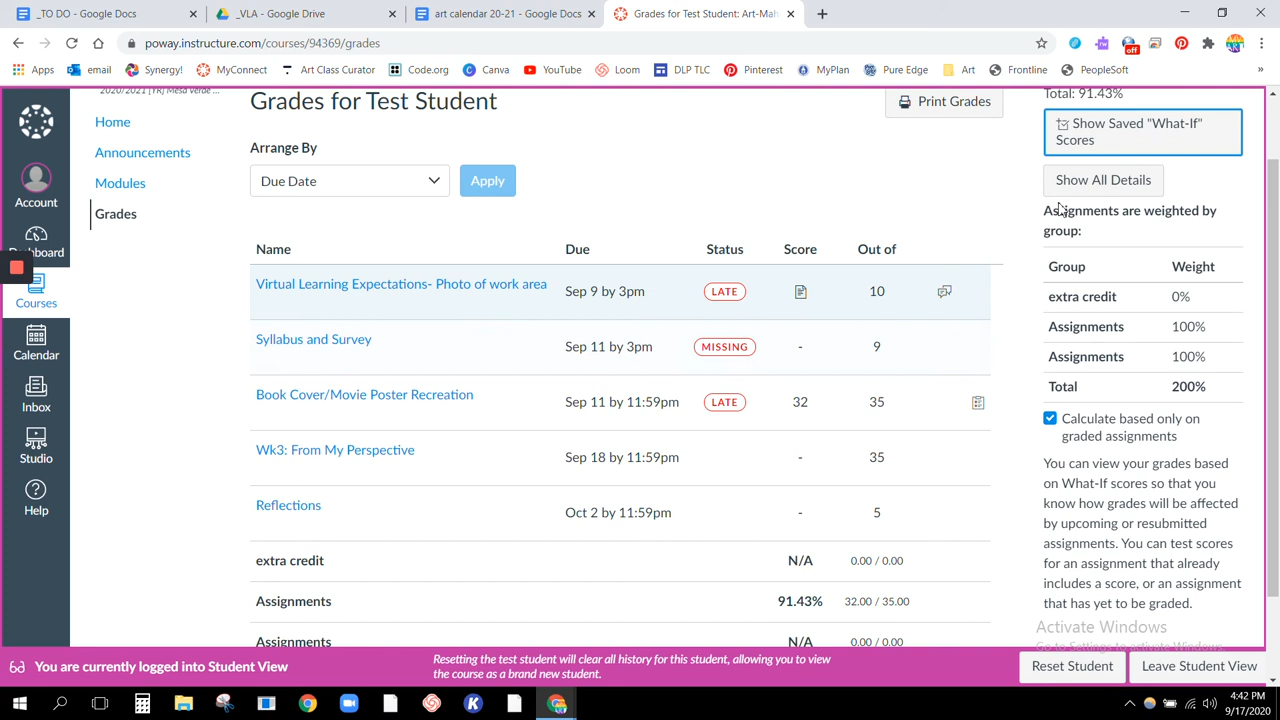 _TO DO - Google Docs
_VLA - Google Drive
art calendar 20-21 - Google Docs
Grades for Test Student: Art-Mah
poway.instructure.com/courses/94369/grades
off
Apps
email
Synergy!
MyConnect
Art Class Curator
Code.org
Canva
YouTube
Loom
DLP TLC
Pinterest
MyPlan
Pure Edge
Art
Frontline
PeopleSoft
»
2020/2021 [YR] Mesa Verde ...
Home
Announcements
Modules
Grades
Account
Dashboard
Courses
Calendar
Inbox
Studio
Help
Grades for Test Student
Print Grades
Arrange By
Due Date
Apply
Name Due Status Score Out of
Virtual Learning Expectations- Photo of work area Sep 9 by 3pm LATE 10
Syllabus and Survey Sep 11 by 3pm MISSING - 9
Book Cover/Movie Poster Recreation Sep 11 by 11:59pm LATE 32 35
Wk3: From My Perspective Sep 18 by 11:59pm - 35
Reflections Oct 2 by 11:59pm - 5
extra credit N/A 0.00 / 0.00
Assignments 91.43% 32.00 / 35.00
Assignments N/A 0.00 / 0.00
Total: 91.43%
Show Saved "What-If"
Scores
Show All Details
Assignments are weighted by
group:
Group Weight
extra credit 0%
Assignments 100%
Assignments 100%
Total 200%
Calculate based only on
graded assignments
You can view your grades based
on What-If scores so that you
know how grades will be affected
by upcoming or resubmitted
assignments. You can test scores
for an assignment that already
includes a score, or an assignment
that has yet to be graded.
Activate Windows
Go to Settings to activate Windows.
You are currently logged into Student View
Resetting the test student will clear all history for this student, allowing you to view
the course as a brand new student.
Reset Student
Leave Student View
4:42 PM
9/17/2020